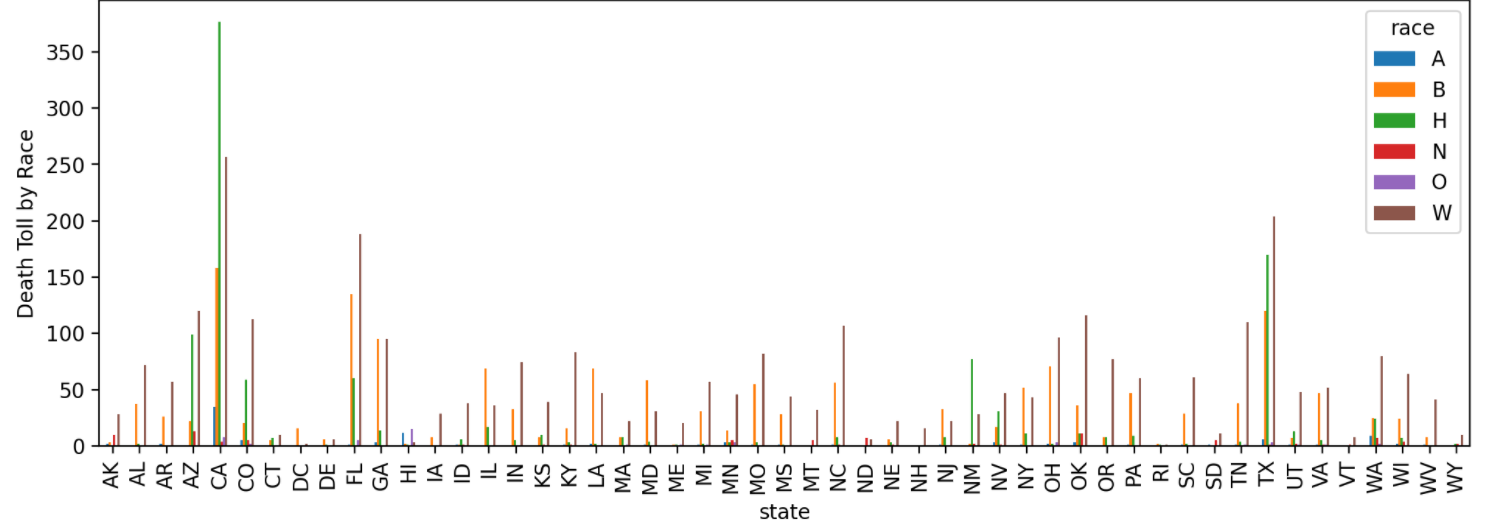 350
300
250
200
150
100
50
0
Death Toll by Race
race
A
B
H
N
O
W
AK AL AR AZ CA CO CT DC DE FL GA HI IA ID IL IN KS KY LA MA MD ME MI MN MO MS MT NC ND NE NH NJ NM NV NY OH OK OR PA RI SC SD TN TX UT VA VT WA WI WV WY
state